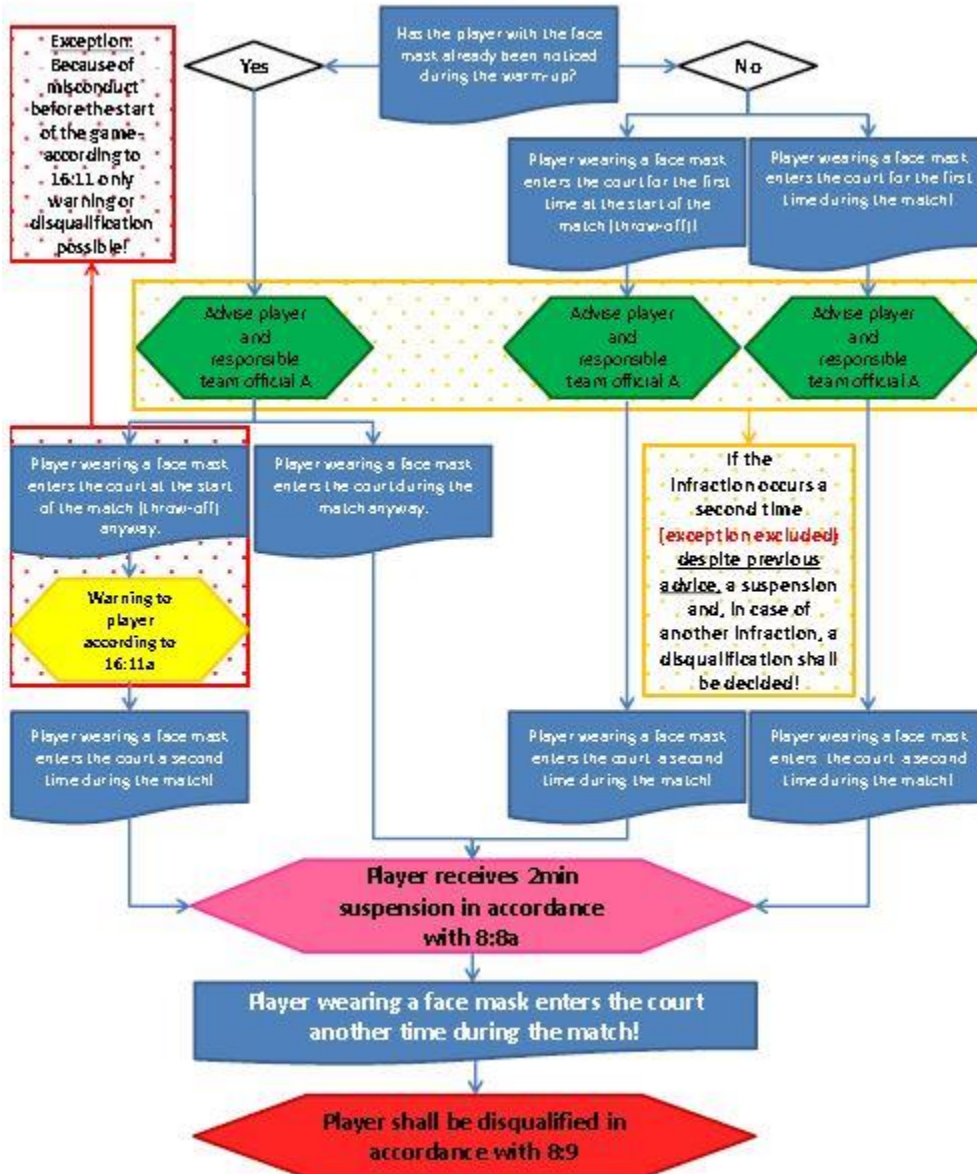 Exception:
Because of
misconduct
before the start
of the game-
according to
16:11 only
warning or
disqualification
possible!
Yes
Has the player with the face
mast already been noticed
during the warm-up?
No
Player wearing a face mask
enters the court for the first
time at the start of the
match (throw-off)!
Player wearing a face mask
enters the court for the first
time during the match!
Advise player
and
responsible
team official A
Advise player
and
responsible
team official A
Advise player
and
responsible
team official A
Player wearing a face mask
enters the court at the start
of the match (throw-off)
anyway.
Player wearing a face mask
enters the court during the
match anyway.
If the
infraction occurs a
second time
(exception excluded)
despite previous
advice, a suspension
and, in case of
another infraction, a
disqualification shall
be decided!
Warning to
player
according to
16:11a
Player wearing a face mask
enters the court a second
time during the match!
Player wearing a face mask
enters the court a second
time during the match!
Player wearing a face mask
enters the court a second
time during the match!
Player receives 2min
suspension in accordance
with 8:8a
Player wearing a face mask enters the court
another time during the match!
Player shall be disqualified in
accordance with 8:9